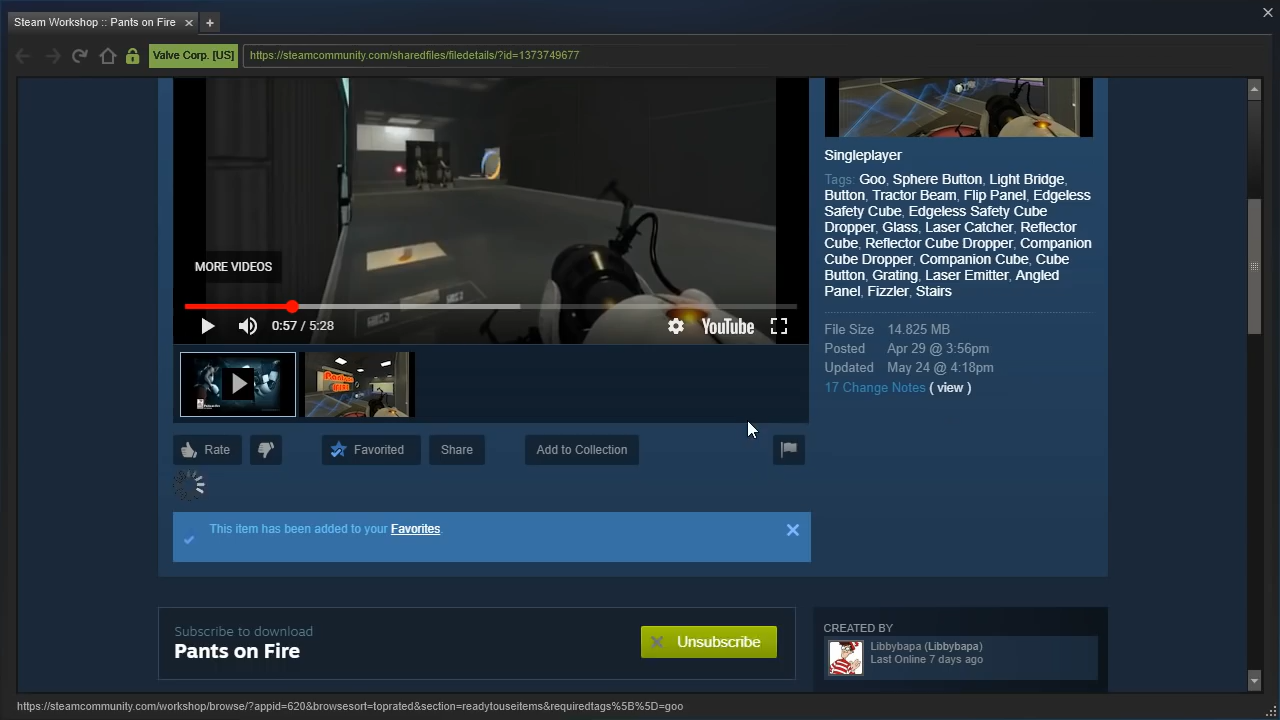 Steam Workshop :: Pants on Fire
Valve Corp. [US]
https://steamcommunity.com/sharedfiles/filedetails/?id=1373749677
MORE VIDEOS
0:57 / 5:28
YouTube
Rate
Favorited
Share
Add to Collection
This item has been added to your Favorites.
Subscribe to download
Pants on Fire
Unsubscribe
Singleplayer
Tags: Goo, Sphere Button, Light Bridge,
Button, Tractor Beam, Flip Panel, Edgeless
Safety Cube, Edgeless Safety Cube
Dropper, Glass, Laser Catcher, Reflector
Cube, Reflector Cube Dropper, Companion
Cube Dropper, Companion Cube, Cube
Button, Grating, Laser Emitter, Angled
Panel, Fizzler, Stairs
File Size 14.825 MB
Posted Apr 29 @ 3:56pm
Updated May 24 @ 4:18pm
17 Change Notes ( view )
CREATED BY
Libbybapa (Libbybapa)
Last Online 7 days ago
https://steamcommunity.com/workshop/browse/?appid=620&browsesort=toprated&section=readytouseitems&requiredtags%5B%5D=goo